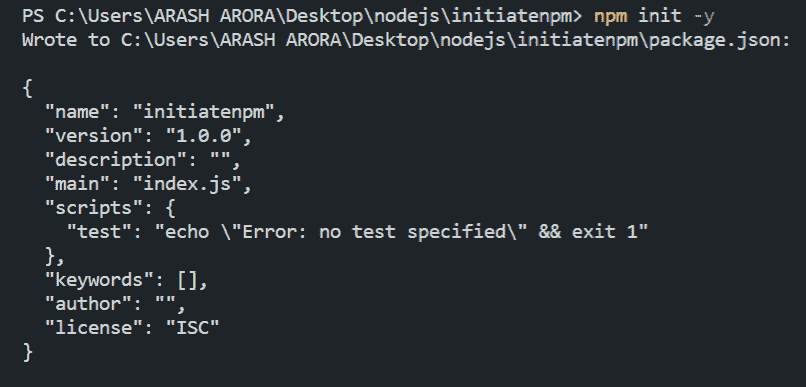 PS C:\Users\ARASH ARORA\Desktop\nodejs\initiatenpm> npm init -y
Wrote to C:\Users\ARASH ARORA\Desktop\nodejs\initiatenpm\package.json:

{
  "name": "initiatenpm",
  "version": "1.0.0",
  "description": "",
  "main": "index.js",
  "scripts": {
    "test": "echo \"Error: no test specified\" && exit 1"
  },
  "keywords": [],
  "author": "",
  "license": "ISC"
}